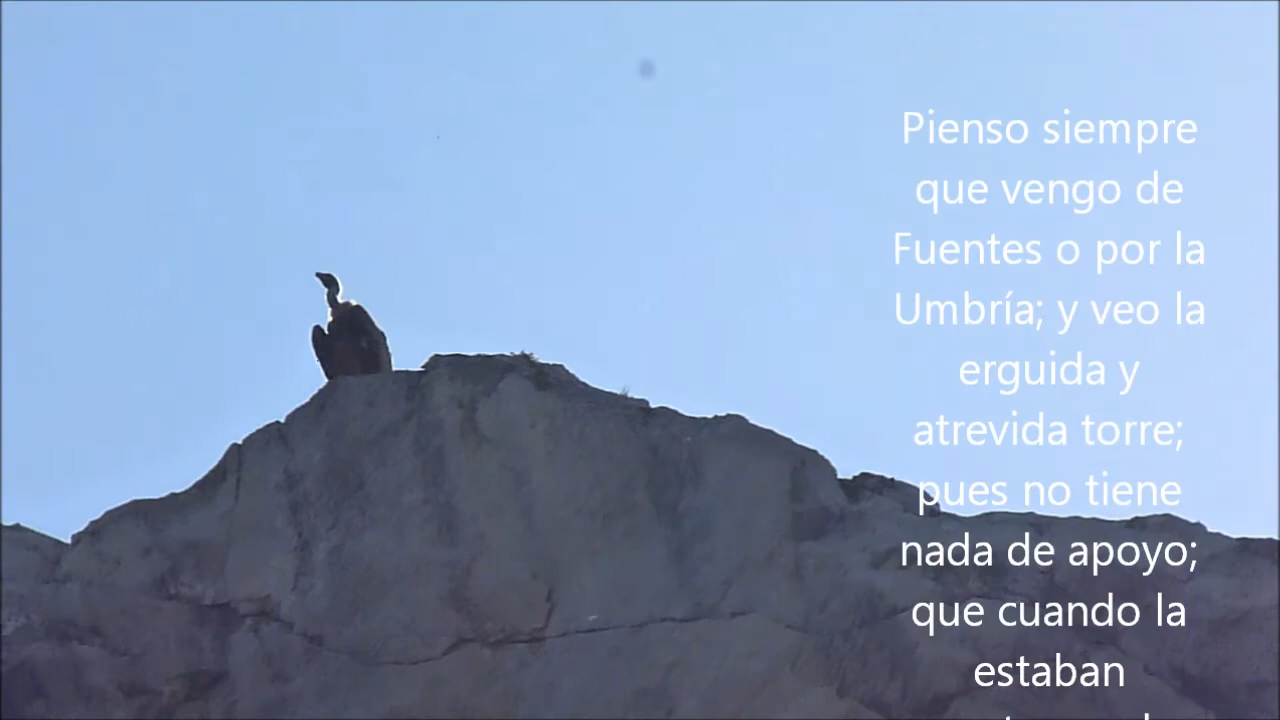 Pienso siempre
que vengo de
Fuentes o por la
Umbría; y veo la
erguida y
atrevida torre;
pues no tiene
nada de apoyo;
que cuando la
estaban